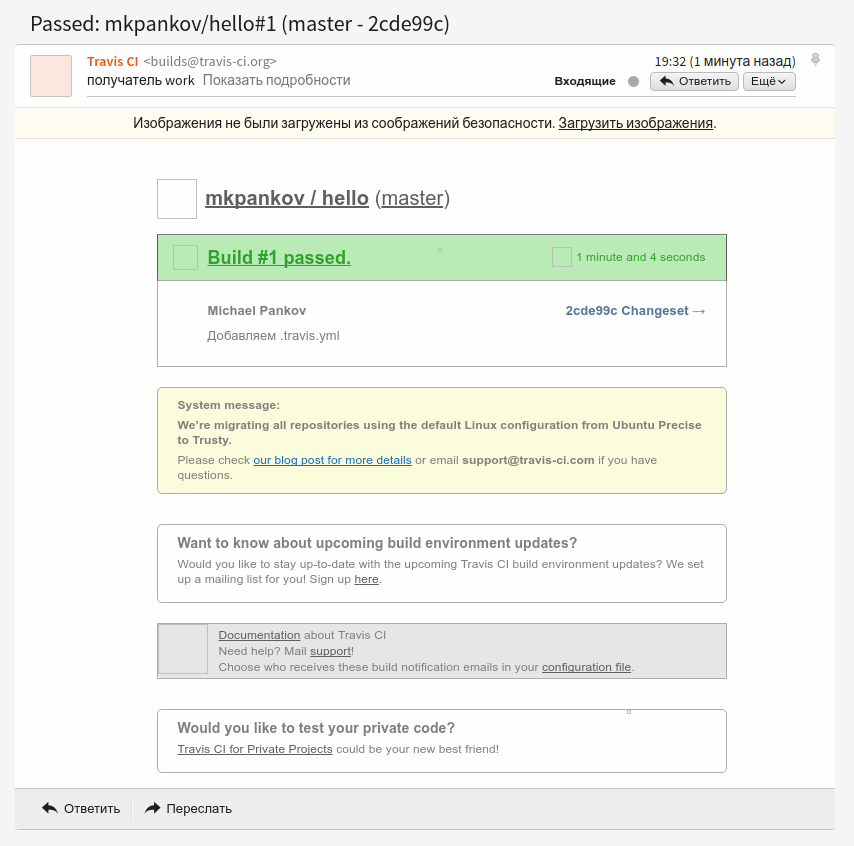 Passed: mkpankov/hello#1 (master - 2cde99c)
Travis CI <builds@travis-ci.org>
19:32 (1 минута назад)
получатель work Показать подробности
Входящие
Ответить
Ещё
Изображения не были загружены из соображений безопасности. Загрузить изображения.
mkpankov / hello (master)
Build #1 passed.
1 minute and 4 seconds
Michael Pankov
2cde99c Changeset →
Добавляем .travis.yml
System message:
We're migrating all repositories using the default Linux configuration from Ubuntu Precise
to Trusty.
Please check our blog post for more details or email support@travis-ci.com if you have
questions.
Want to know about upcoming build environment updates?
Would you like to stay up-to-date with the upcoming Travis CI build environment updates? We set
up a mailing list for you! Sign up here.
Documentation about Travis CI
Need help? Mail support!
Choose who receives these build notification emails in your configuration file.
Would you like to test your private code?
Travis CI for Private Projects could be your new best friend!
Ответить
Переслать